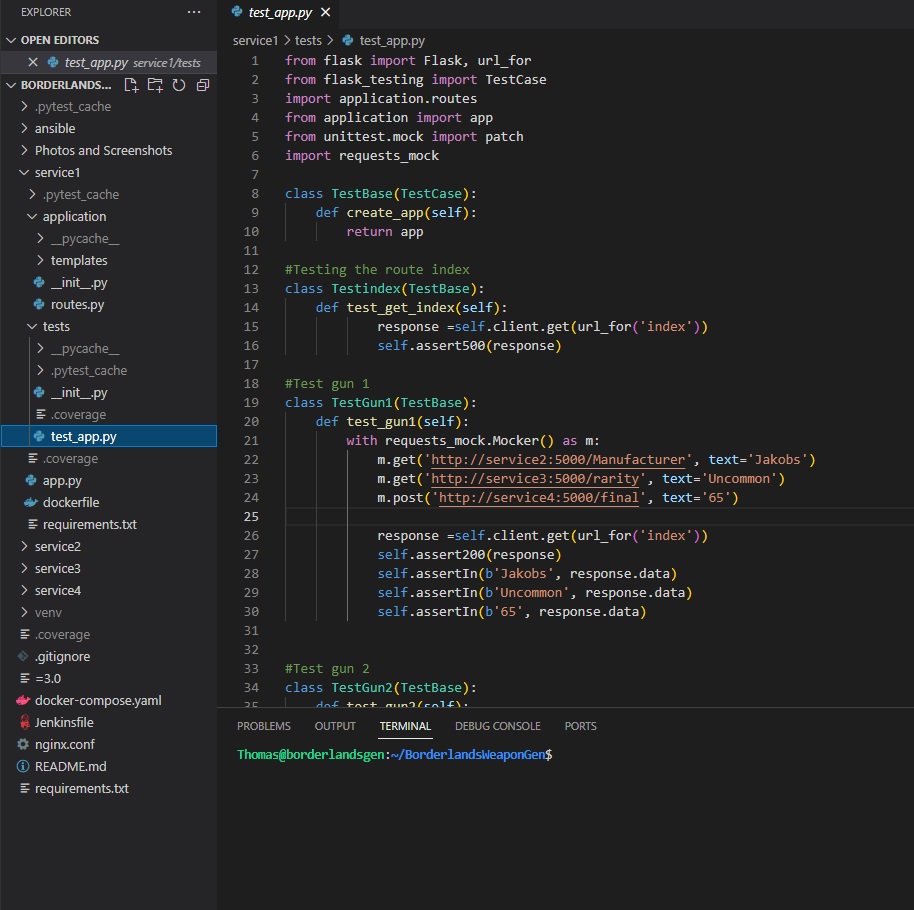 EXPLORER ...
OPEN EDITORS
test_app.py service1/tests
BORDERLANDS...
.pytest_cache
ansible
Photos and Screenshots
service1
.pytest_cache
application
__pycache__
templates
__init__.py
routes.py
tests
__pycache__
.pytest_cache
__init__.py
.coverage
test_app.py
.coverage
app.py
dockerfile
requirements.txt
service2
service3
service4
venv
.coverage
.gitignore
=3.0
docker-compose.yaml
Jenkinsfile
nginx.conf
README.md
requirements.txt
test_app.py
service1 > tests > test_app.py
1 from flask import Flask, url_for
2 from flask_testing import TestCase
3 import application.routes
4 from application import app
5 from unittest.mock import patch
6 import requests_mock
7
8 class TestBase(TestCase):
9 def create_app(self):
10 return app
11
12 #Testing the route index
13 class Testindex(TestBase):
14 def test_get_index(self):
15 response =self.client.get(url_for('index'))
16 self.assert500(response)
17
18 #Test gun 1
19 class TestGun1(TestBase):
20 def test_gun1(self):
21 with requests_mock.Mocker() as m:
22 m.get('http://service2:5000/Manufacturer', text='Jakobs')
23 m.get('http://service3:5000/rarity', text='Uncommon')
24 m.post('http://service4:5000/final', text='65')
25
26 response =self.client.get(url_for('index'))
27 self.assert200(response)
28 self.assertIn(b'Jakobs', response.data)
29 self.assertIn(b'Uncommon', response.data)
30 self.assertIn(b'65', response.data)
31
32
33 #Test gun 2
34 class TestGun2(TestBase):
35 def test_gun2(self):
PROBLEMS OUTPUT TERMINAL DEBUG CONSOLE PORTS
Thomas@borderlandsgen:~/BorderlandsWeaponGen$